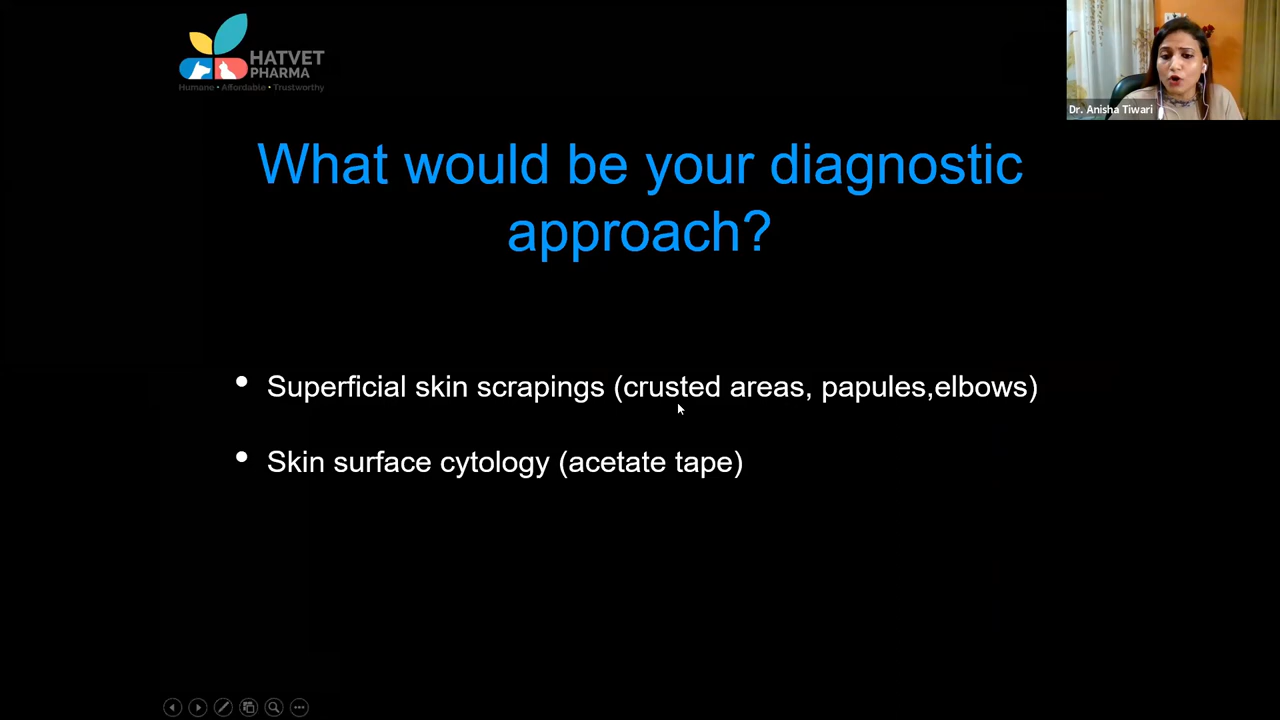 HATVET
PHARMA
Humane • Affordable • Trustworthy
Dr. Anisha Tiwari
What would be your diagnostic
approach?
• Superficial skin scrapings (crusted areas, papules,elbows)
• Skin surface cytology (acetate tape)